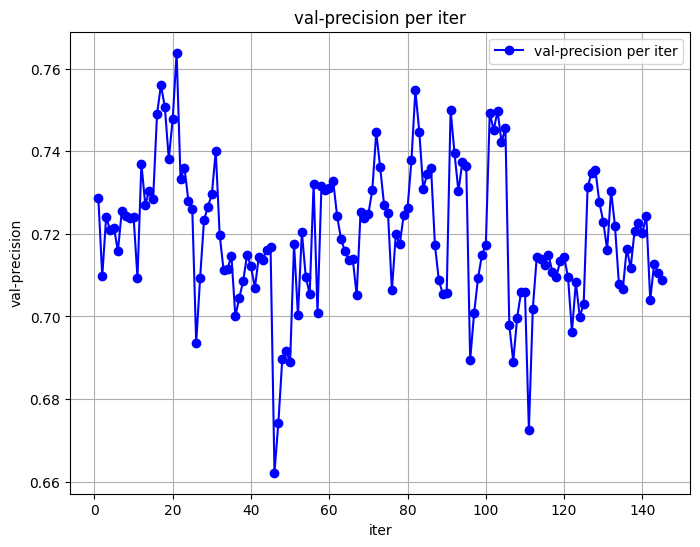 val-precision per iter
val-precision per iter
0.76
0.74
0.72
0.70
0.68
0.66
val-precision
0 20 40 60 80 100 120 140
iter